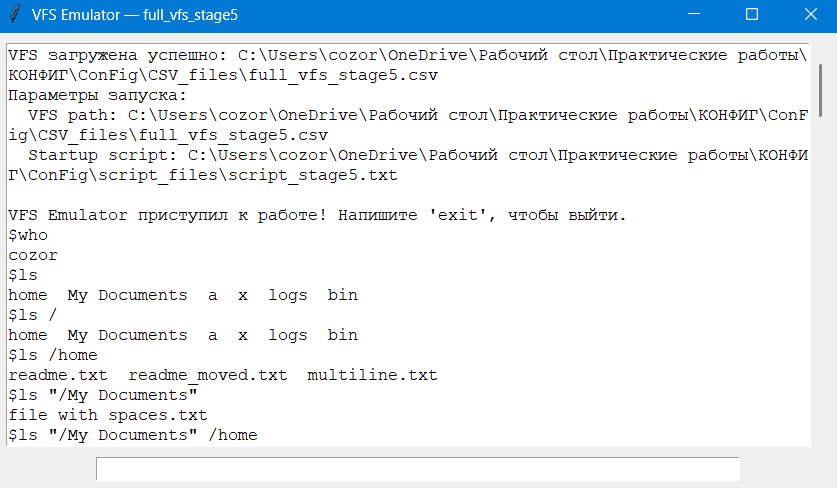 VFS Emulator — full_vfs_stage5
VFS загружена успешно: C:\Users\cozor\OneDrive\Рабочий стол\Практические работы\
КОНФИГ\ConFig\CSV_files\full_vfs_stage5.csv
Параметры запуска:
  VFS path: C:\Users\cozor\OneDrive\Рабочий стол\Практические работы\КОНФИГ\ConF
ig\CSV_files\full_vfs_stage5.csv
  Startup script: C:\Users\cozor\OneDrive\Рабочий стол\Практические работы\КОНФИ
Г\ConFig\script_files\script_stage5.txt
VFS Emulator приступил к работе! Напишите 'exit', чтобы выйти.
$who
cozor
$ls
home  My Documents  a  x  logs  bin
$ls /
home  My Documents  a  x  logs  bin
$ls /home
readme.txt  readme_moved.txt  multiline.txt
$ls "/My Documents"
file with spaces.txt
$ls "/My Documents" /home